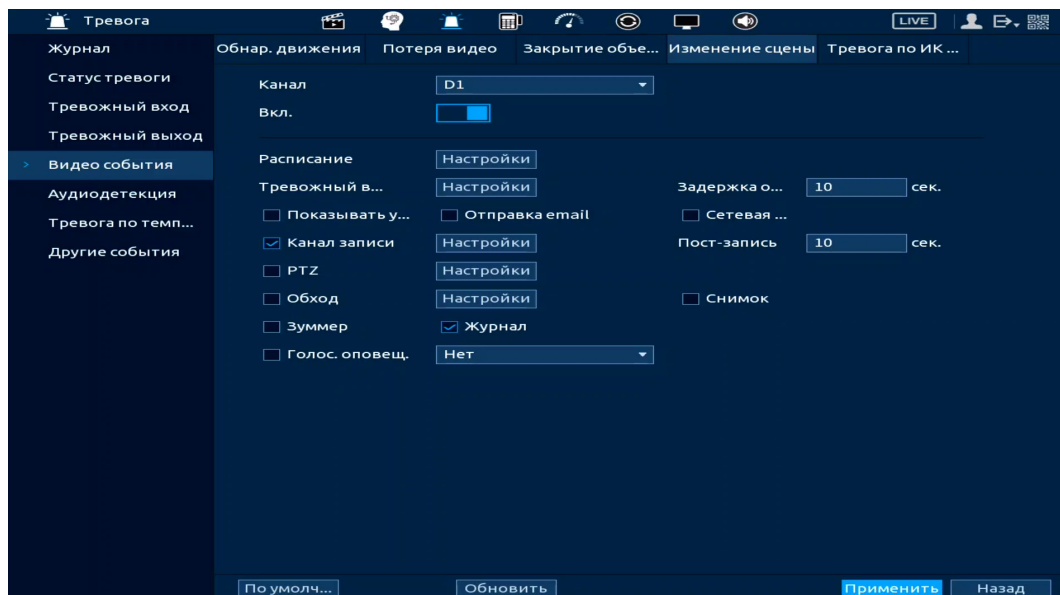 Тревога
LIVE
Журнал
Статус тревоги
Тревожный вход
Тревожный выход
Видео события
Аудиодетекция
Тревога по темп...
Другие события
Обнар. движения Потеря видео Закрытие объе... Изменение сцены Тревога по ИК ...
Канал D1
Вкл.
Расписание Настройки
Тревожный в... Настройки Задержка о... 10 сек.
Показывать у... Отправка email Сетевая ...
Канал записи Настройки Пост-запись 10 сек.
PTZ Настройки
Обход Настройки Снимок
Зуммер Журнал
Голос. оповещ. Нет
По умолч... Обновить Применить Назад